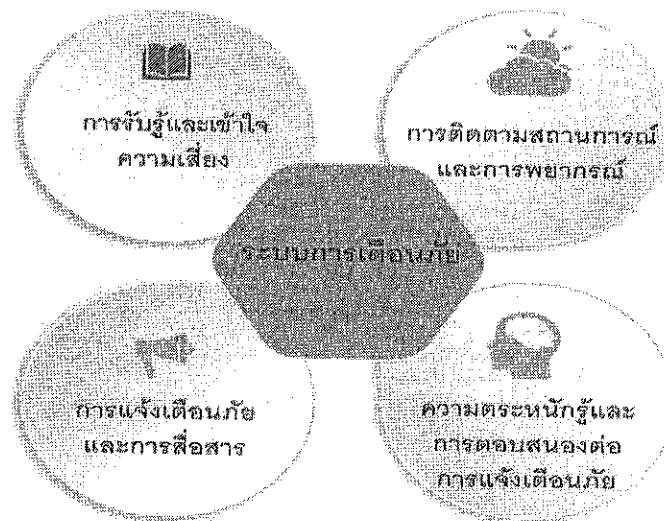 การรับรู้และเข้าใจ
ความเสี่ยง
การติดตามสถานการณ์
และการพยากรณ์
ระบบการเตือนภัย
การแจ้งเตือนภัย
และการสื่อสาร
ความตระหนักรู้และ
การตอบสนองต่อ
การแจ้งเตือนภัย